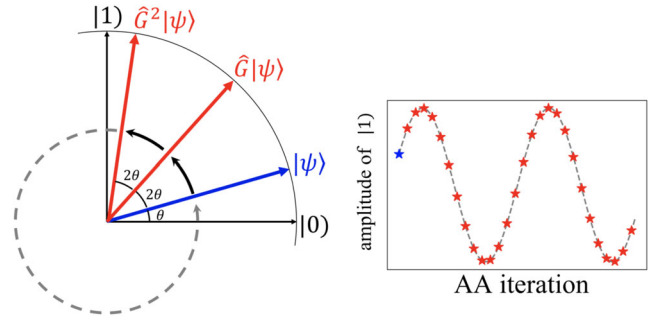 |1⟩
Ĝ²|ψ⟩
Ĝ|ψ⟩
|ψ⟩
2θ
2θ
θ
|0⟩
amplitude of |1⟩
AA iteration